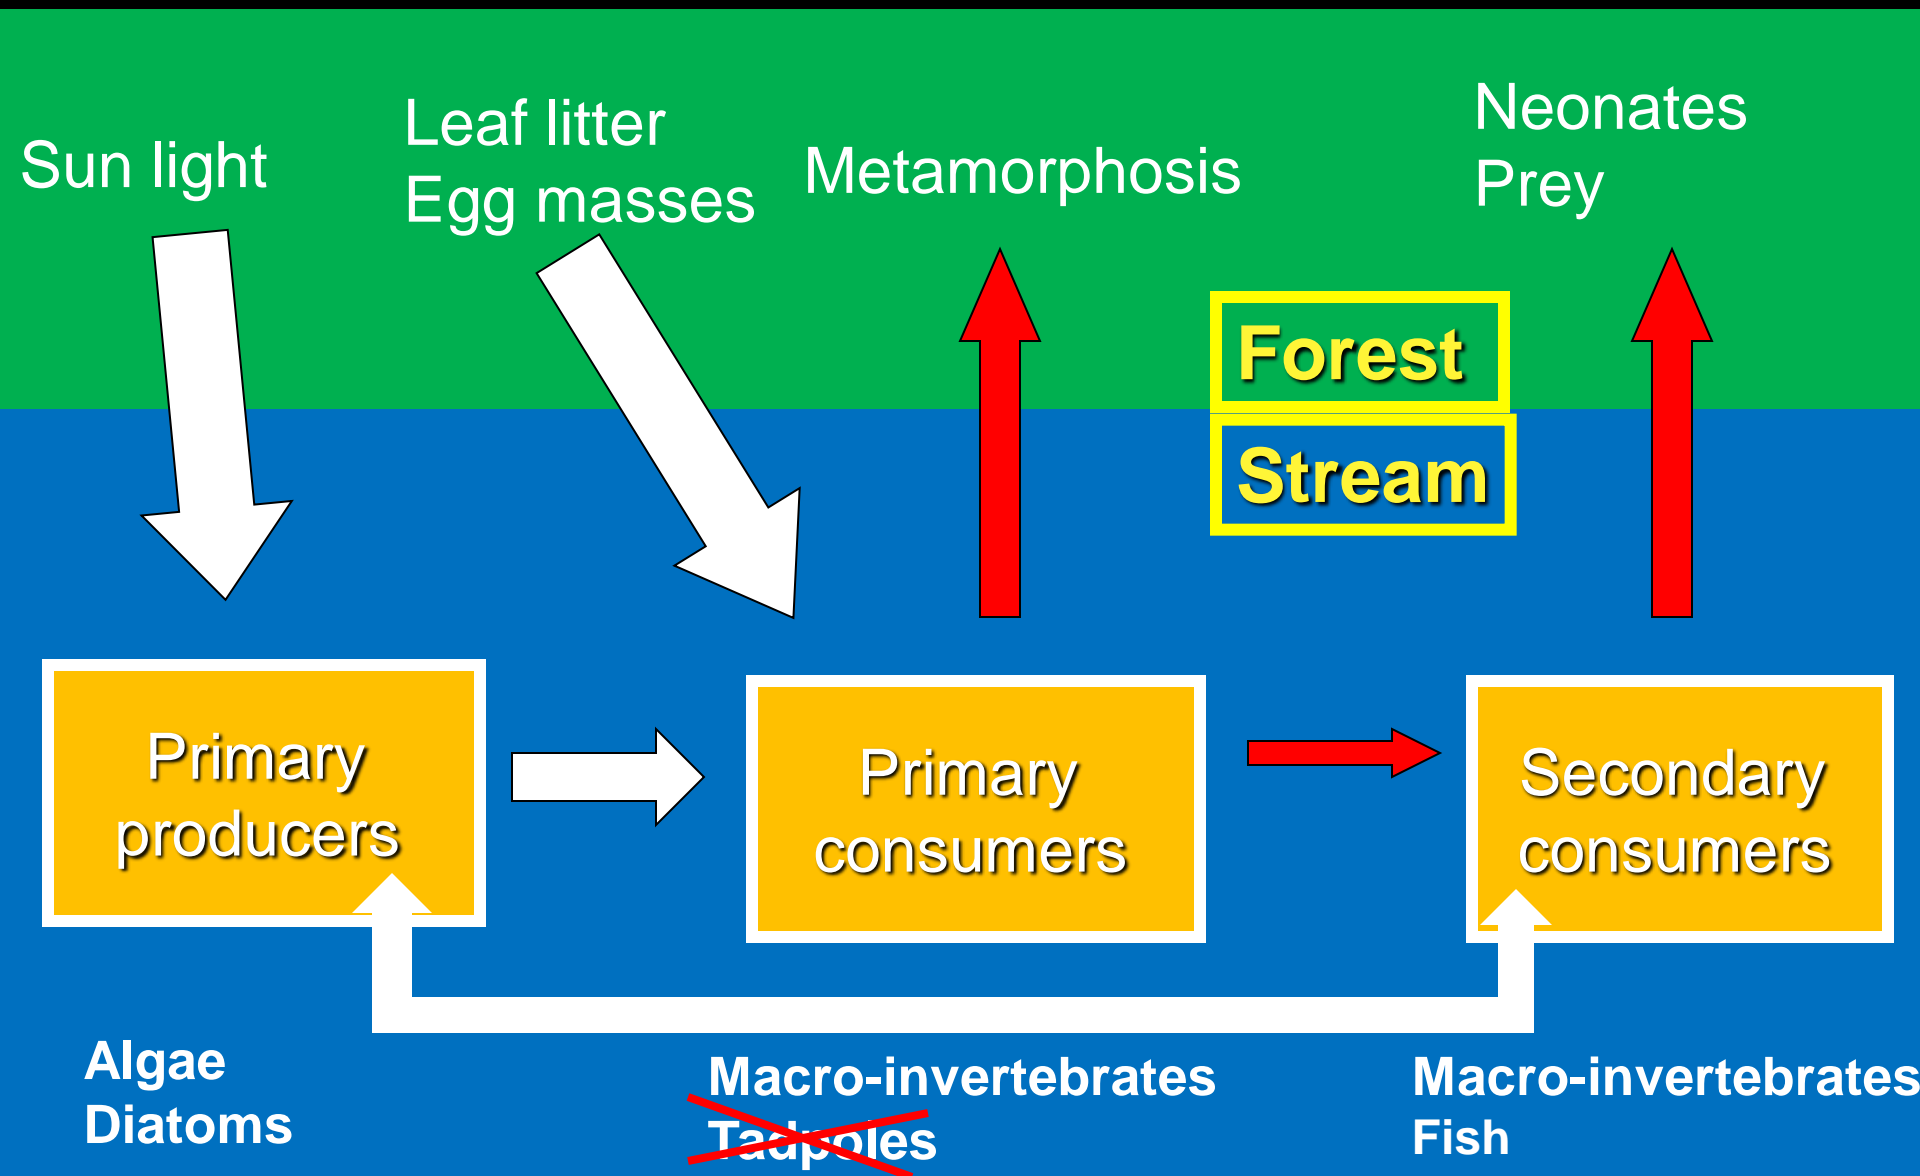 Sun light
Leaf litter
Egg masses
Metamorphosis
Neonates
Prey
Forest
Stream
Primary
producers
Primary
consumers
Secondary
consumers
Algae
Diatoms
Macro-invertebrates
Tadpoles
Macro-invertebrates
Fish